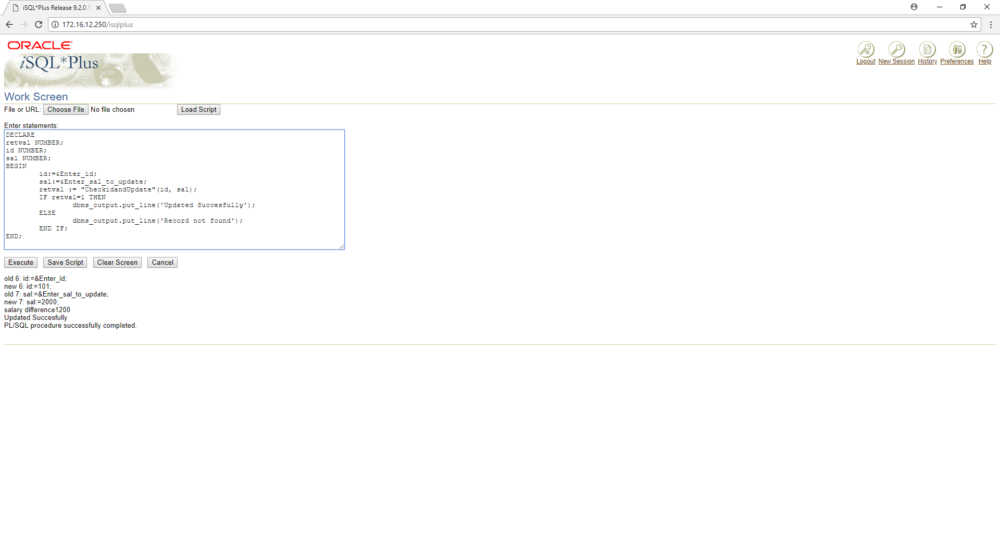 iSQL*Plus Release 9.2.0.1
172.16.12.250/isqlplus
ORACLE
iSQL*Plus
Logout New Session History Preferences Help
Work Screen
File or URL: Choose File No file chosen Load Script
Enter statements:
DECLARE
retval NUMBER;
id NUMBER;
sal NUMBER;
BEGIN
id:=&Enter_id;
sal:=&Enter_sal_to_update;
retval := "CheckidandUpdate"(id, sal);
IF retval=1 THEN
dbms_output.put_line('Updated Succesfully');
ELSE
dbms_output.put_line('Record not found');
END IF;
END;
Execute Save Script Clear Screen Cancel
old 6: id:=&Enter_id;
new 6: id:=101;
old 7: sal:=&Enter_sal_to_update;
new 7: sal:=2000;
salary difference1200
Updated Succesfully
PL/SQL procedure successfully completed.